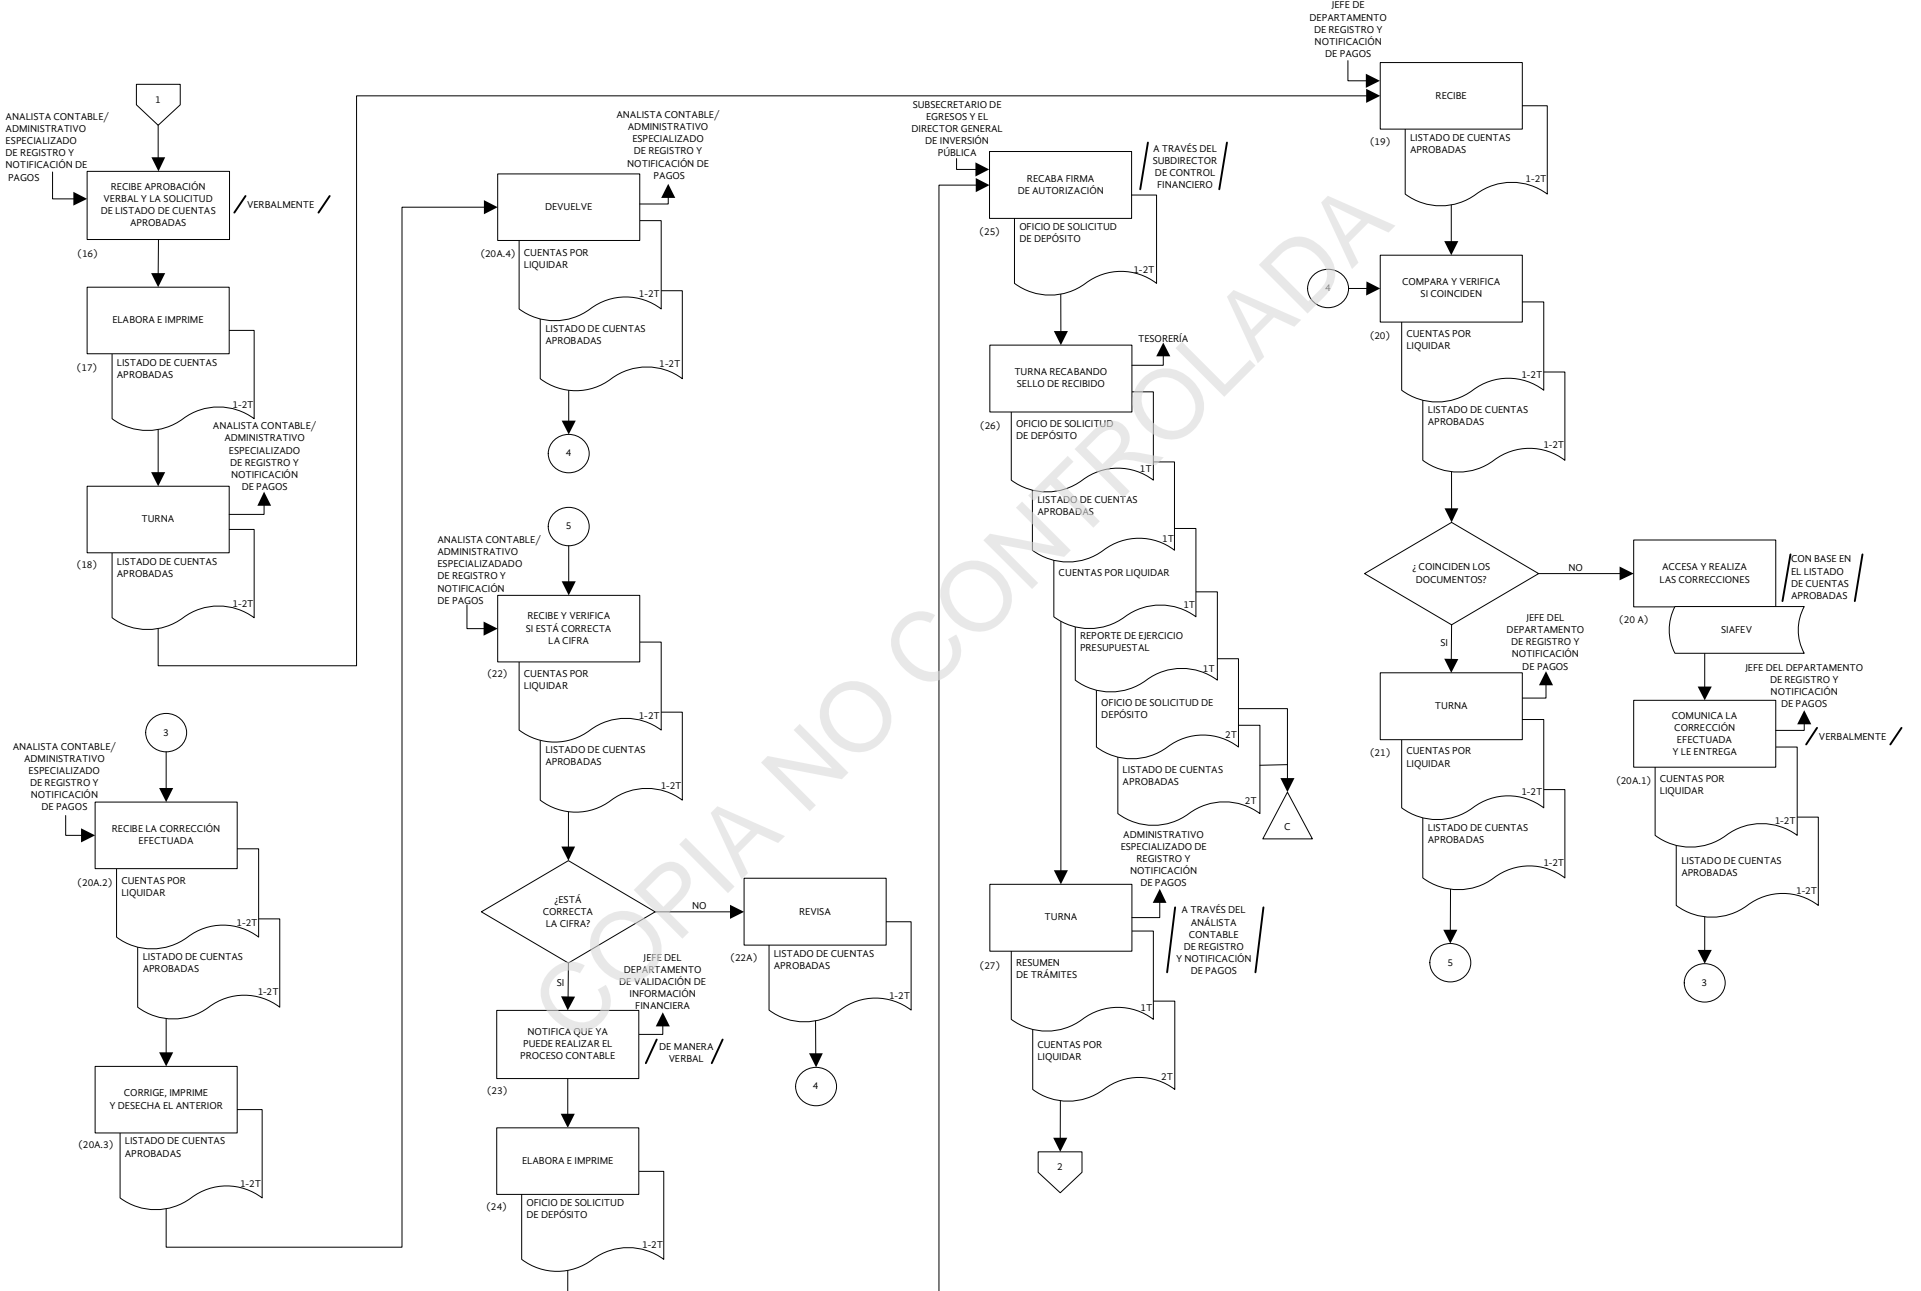 1
ANALISTA CONTABLE/
ADMINISTRATIVO
ESPECIALIZADO
DE REGISTRO Y
NOTIFICACIÓN DE
PAGOS
RECIBE APROBACIÓN
VERBAL Y LA SOLICITUD
DE LISTADO DE CUENTAS
APROBADAS
VERBALMENTE
(16)
ELABORA E IMPRIME
(17)
LISTADO DE CUENTAS
APROBADAS
1-2T
ANALISTA CONTABLE/
ADMINISTRATIVO
ESPECIALIZADO
DE REGISTRO Y
NOTIFICACIÓN
DE PAGOS
TURNA
(18)
LISTADO DE CUENTAS
APROBADAS
1-2T
3
ANALISTA CONTABLE/
ADMINISTRATIVO
ESPECIALIZADO
DE REGISTRO Y
NOTIFICACIÓN
DE PAGOS
RECIBE LA CORRECCIÓN
EFECTUADA
(20A.2)
CUENTAS POR
LIQUIDAR
1-2T
LISTADO DE CUENTAS
APROBADAS
1-2T
CORRIGE, IMPRIME
Y DESECHA EL ANTERIOR
(20A.3)
LISTADO DE CUENTAS
APROBADAS
1-2T
ANALISTA CONTABLE/
ADMINISTRATIVO
ESPECIALIZADO
DE REGISTRO Y
NOTIFICACIÓN DE
PAGOS
DEVUELVE
(20A.4)
CUENTAS POR
LIQUIDAR
1-2T
LISTADO DE CUENTAS
APROBADAS
1-2T
4
5
ANALISTA CONTABLE/
ADMINISTRATIVO
ESPECIALIZADADO
DE REGISTRO Y
NOTIFICACIÓN
DE PAGOS
RECIBE Y VERIFICA
SI ESTÁ CORRECTA
LA CIFRA
(22)
CUENTAS POR
LIQUIDAR
1-2T
LISTADO DE CUENTAS
APROBADAS
1-2T
¿ESTÁ
CORRECTA
LA CIFRA?
NO
REVISA
(22A)
LISTADO DE CUENTAS
APROBADAS
1-2T
4
SI
JEFE DEL
DEPARTAMENTO
DE VALIDACIÓN DE
INFORMACIÓN
FINANCIERA
NOTIFICA QUE YA
PUEDE REALIZAR EL
PROCESO CONTABLE
DE MANERA
VERBAL
(23)
ELABORA E IMPRIME
(24)
OFICIO DE SOLICITUD
DE DEPÓSITO
1-2T
SUBSECRETARIO DE
EGRESOS Y EL
DIRECTOR GENERAL
DE INVERSIÓN
PÚBLICA
RECABA FIRMA
DE AUTORIZACIÓN
A TRAVÉS DEL
SUBDIRECTOR
DE CONTROL
FINANCIERO
(25)
OFICIO DE SOLICITUD
DE DEPÓSITO
1-2T
TESORERÍA
TURNA RECABANDO
SELLO DE RECIBIDO
(26)
OFICIO DE SOLICITUD
DE DEPÓSITO
1T
LISTADO DE CUENTAS
APROBADAS
1T
CUENTAS POR LIQUIDAR
1T
REPORTE DE EJERCICIO
PRESUPUESTAL
1T
OFICIO DE SOLICITUD DE
DEPÓSITO
2T
LISTADO DE CUENTAS
APROBADAS
2T
C
ADMINISTRATIVO
ESPECIALIZADO DE
REGISTRO Y
NOTIFICACIÓN
DE PAGOS
TURNA
A TRAVÉS DEL
ANÁLISTA
CONTABLE
DE REGISTRO
Y NOTIFICACIÓN
DE PAGOS
(27)
RESUMEN
DE TRÁMITES
1T
CUENTAS POR
LIQUIDAR
2T
2
JEFE DE
DEPARTAMENTO
DE REGISTRO Y
NOTIFICACIÓN
DE PAGOS
RECIBE
(19)
LISTADO DE CUENTAS
APROBADAS
1-2T
4
COMPARA Y VERIFICA
SI COINCIDEN
(20)
CUENTAS POR
LIQUIDAR
1-2T
LISTADO DE CUENTAS
APROBADAS
1-2T
¿COINCIDEN LOS
DOCUMENTOS?
NO
ACCESA Y REALIZA
LAS CORRECCIONES
CON BASE EN
EL LISTADO
DE CUENTAS
APROBADAS
(20 A)
SIAFEV
SI
JEFE DEL
DEPARTAMENTO
DE REGISTRO Y
NOTIFICACIÓN
DE PAGOS
TURNA
(21)
CUENTAS POR
LIQUIDAR
1-2T
LISTADO DE CUENTAS
APROBADAS
1-2T
5
JEFE DEL DEPARTAMENTO
DE REGISTRO Y
NOTIFICACIÓN
DE PAGOS
COMUNICA LA
CORRECCIÓN
EFECTUADA
Y LE ENTREGA
VERBALMENTE
(20A.1)
CUENTAS POR
LIQUIDAR
1-2T
LISTADO DE CUENTAS
APROBADAS
1-2T
3
COPIA NO CONTROLADA